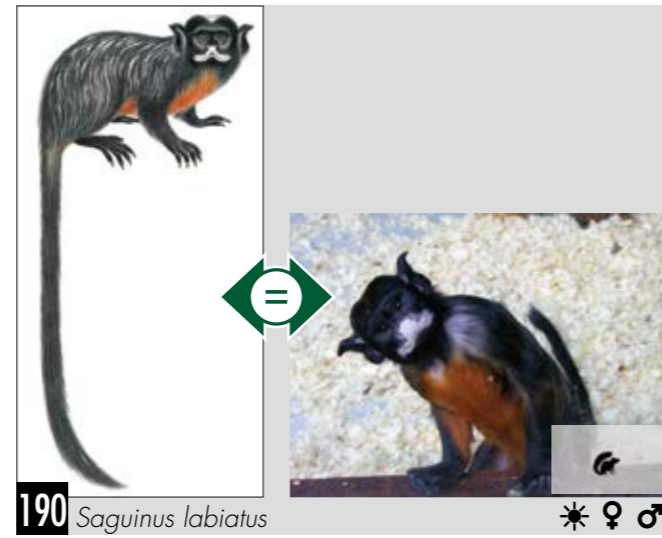 =
190 Saguinus labiatus
☀ ♀ ♂